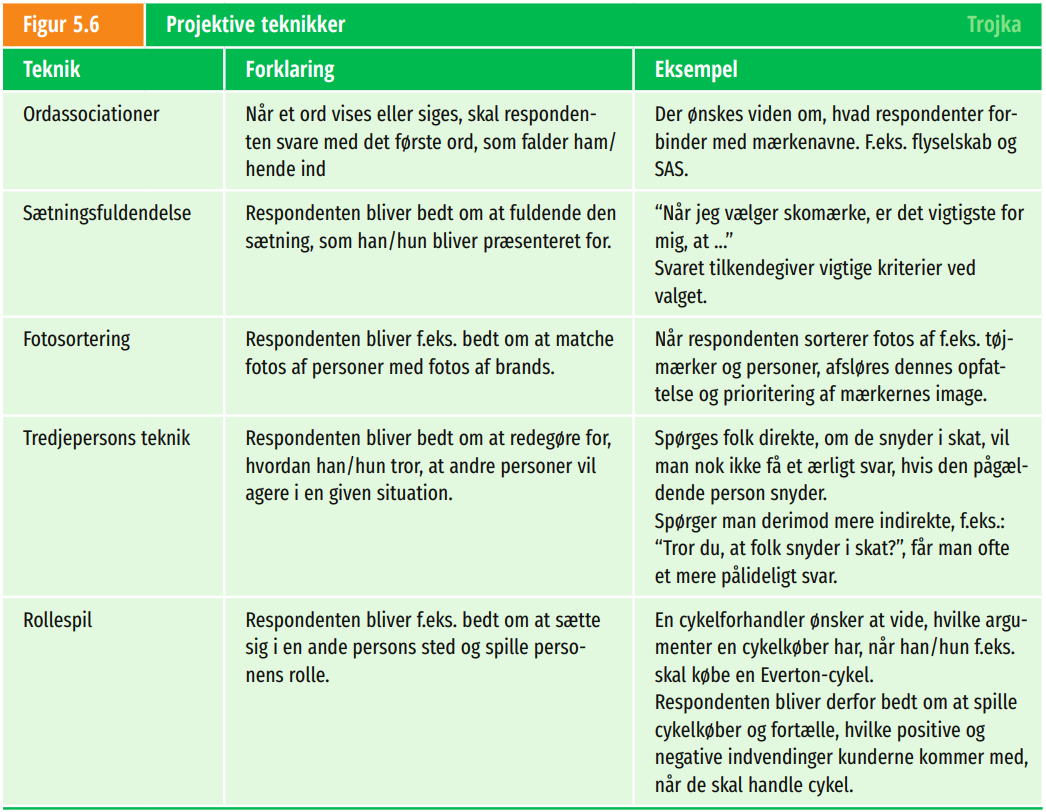 Figur 5.6
Projektive teknikker
Trojka
Teknik
Forklaring
Eksempel
Ordassociationer
Når et ord vises eller siges, skal responden-
ten svare med det første ord, som falder ham/
hende ind
Der ønskes viden om, hvad respondenter for-
binder med mærkenavne. F.eks. flyselskab og
SAS.
Sætningsfuldendelse
Respondenten bliver bedt om at fuldende den
sætning, som han/hun bliver præsenteret for.
“Når jeg vælger skomærke, er det vigtigste for
mig, at ...”
Svaret tilkendegiver vigtige kriterier ved
valget.
Fotosortering
Respondenten bliver f.eks. bedt om at matche
fotos af personer med fotos af brands.
Når respondenten sorterer fotos af f.eks. tøj-
mærker og personer, afsløres dennes opfat-
telse og prioritering af mærkernes image.
Tredjepersons teknik
Respondenten bliver bedt om at redegøre for,
hvordan han/hun tror, at andre personer vil
agere i en given situation.
Spørges folk direkte, om de snyder i skat, vil
man nok ikke få et ærligt svar, hvis den pågæl-
dende person snyder.
Spørger man derimod mere indirekte, f.eks.:
“Tror du, at folk snyder i skat?”, får man ofte
et mere pålideligt svar.
Rollespil
Respondenten bliver f.eks. bedt om at sætte
sig i en ande persons sted og spille perso-
nens rolle.
En cykelforhandler ønsker at vide, hvilke argu-
menter en cykelkøber har, når han/hun f.eks.
skal købe en Everton-cykel.
Respondenten bliver derfor bedt om at spille
cykelkøber og fortælle, hvilke positive og
negative indvendinger kunderne kommer med,
når de skal handle cykel.